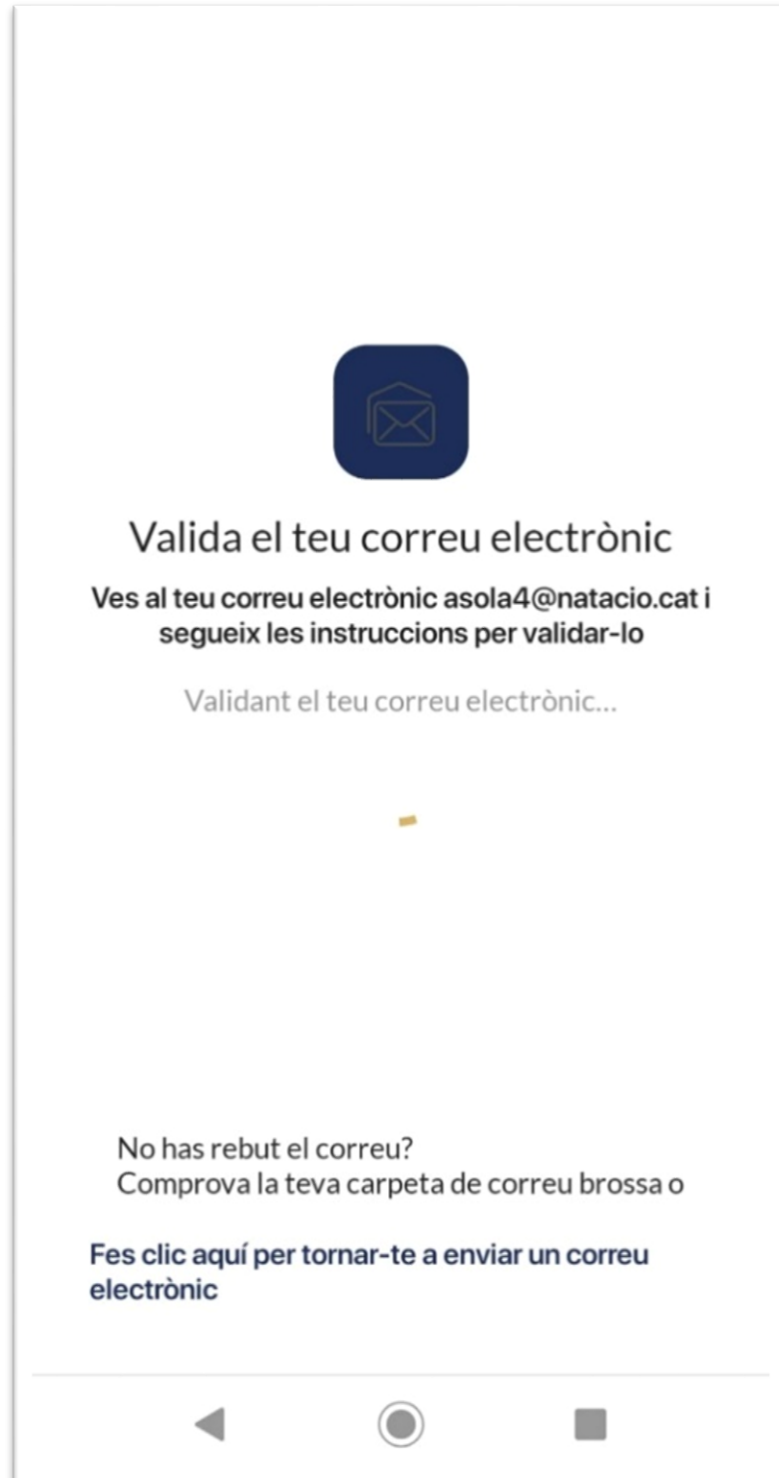 Valida el teu correu electrònic
Ves al teu correu electrònic asola4@natacio.cat i
segueix les instruccions per validar-lo
Validant el teu correu electrònic...
No has rebut el correu?
Comprova la teva carpeta de correu brossa o
Fes clic aquí per tornar-te a enviar un correu
electrònic